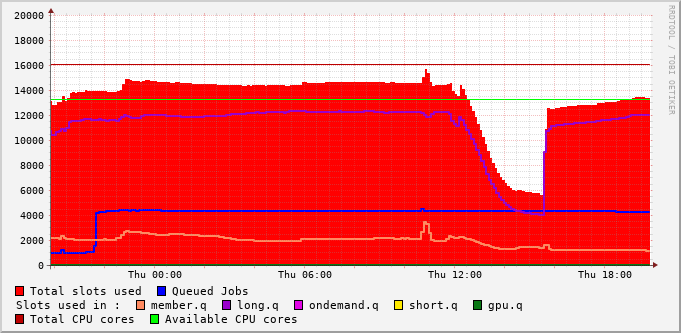 20000
18000
16000
14000
12000
10000
8000
6000
4000
2000
0
Thu 00:00 Thu 06:00 Thu 12:00 Thu 18:00
RRDTOOL / TOBI OETIKER
Total slots used Queued Jobs
Slots used in : member.q long.q ondemand.q short.q gpu.q
Total CPU cores Available CPU cores